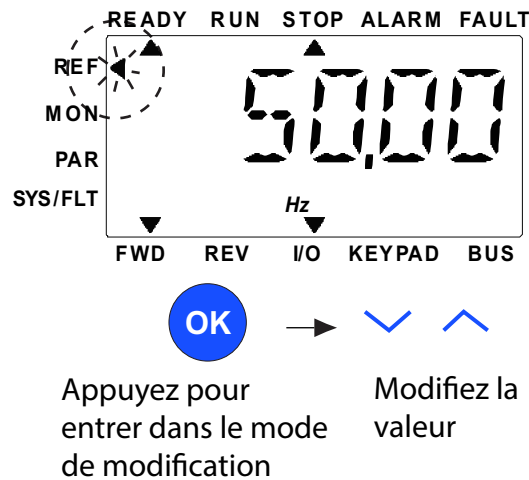 READY RUN STOP ALARM FAULT
REF
50,00
MON
PAR
SYS/FLT
Hz
FWD REV I/O KEYPAD BUS
OK
Appuyez pour
entrer dans le mode
de modification
Modifiez la
valeur